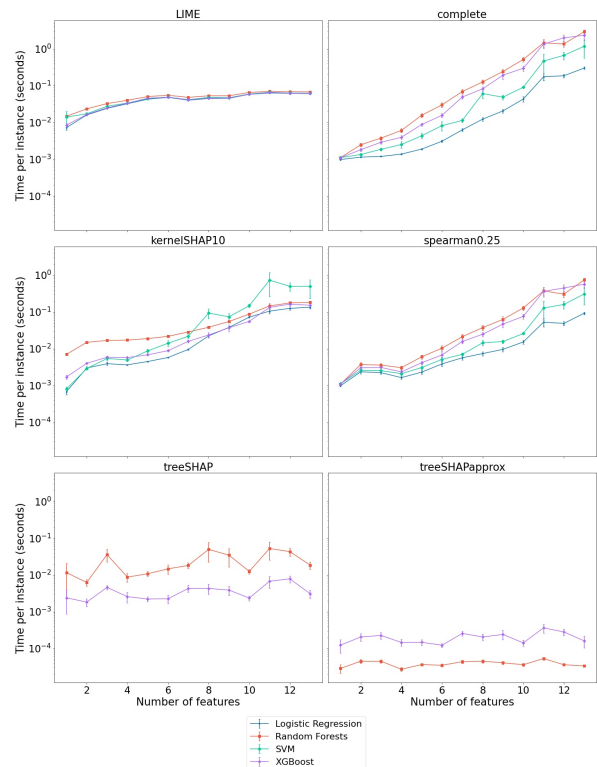 LIME
complete
Time per instance (seconds)
10⁰
10⁻¹
10⁻²
10⁻³
10⁻⁴
kernelSHAP10
spearman0.25
Time per instance (seconds)
10⁰
10⁻¹
10⁻²
10⁻³
10⁻⁴
treeSHAP
treeSHAPapprox
Time per instance (seconds)
10⁰
10⁻¹
10⁻²
10⁻³
10⁻⁴
2 4 6 8 10 12
2 4 6 8 10 12
Number of features
Number of features
Logistic Regression
Random Forests
SVM
XGBoost